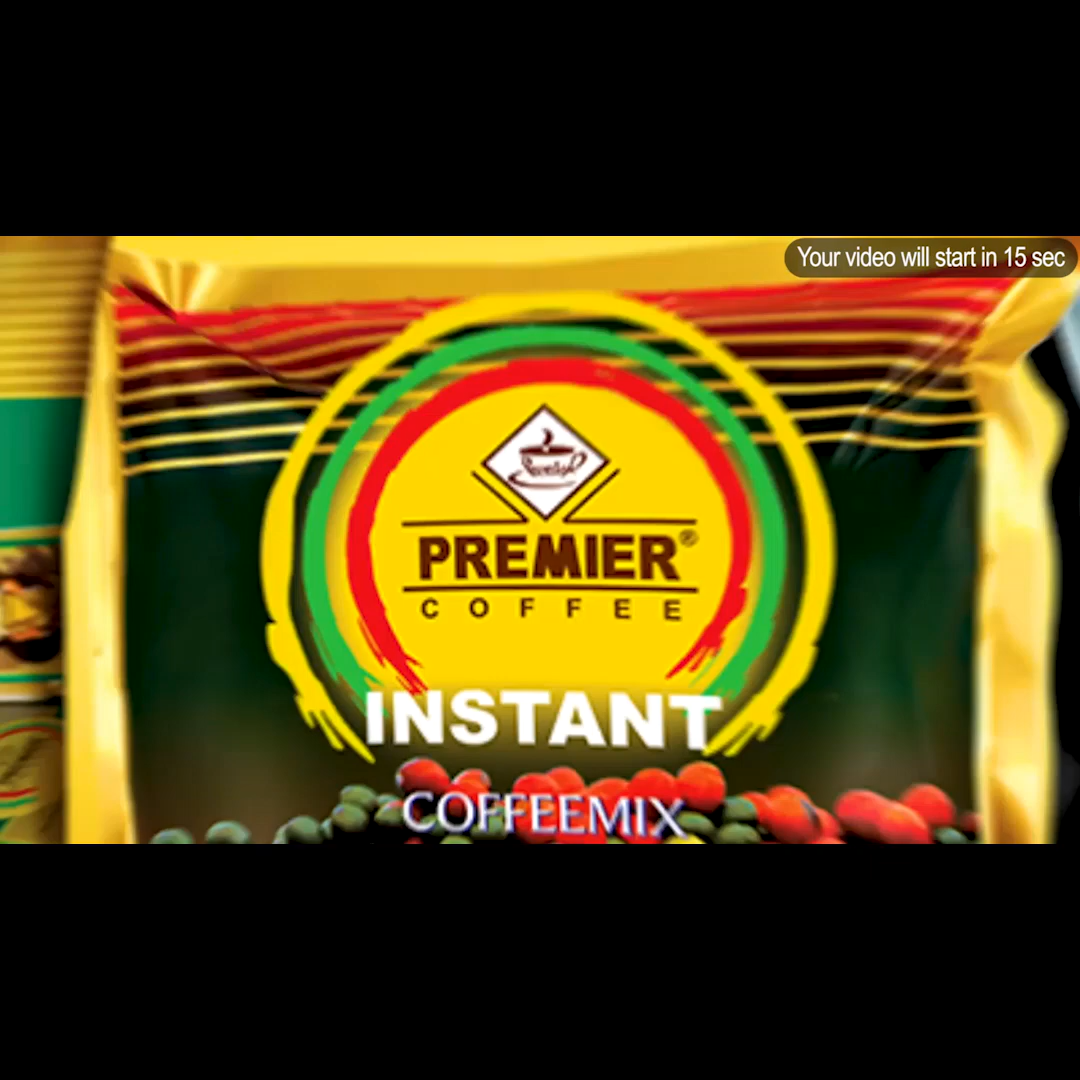 Your video will start in 15 sec
PREMIER®
COFFEE
INSTANT
COFFEEMIX